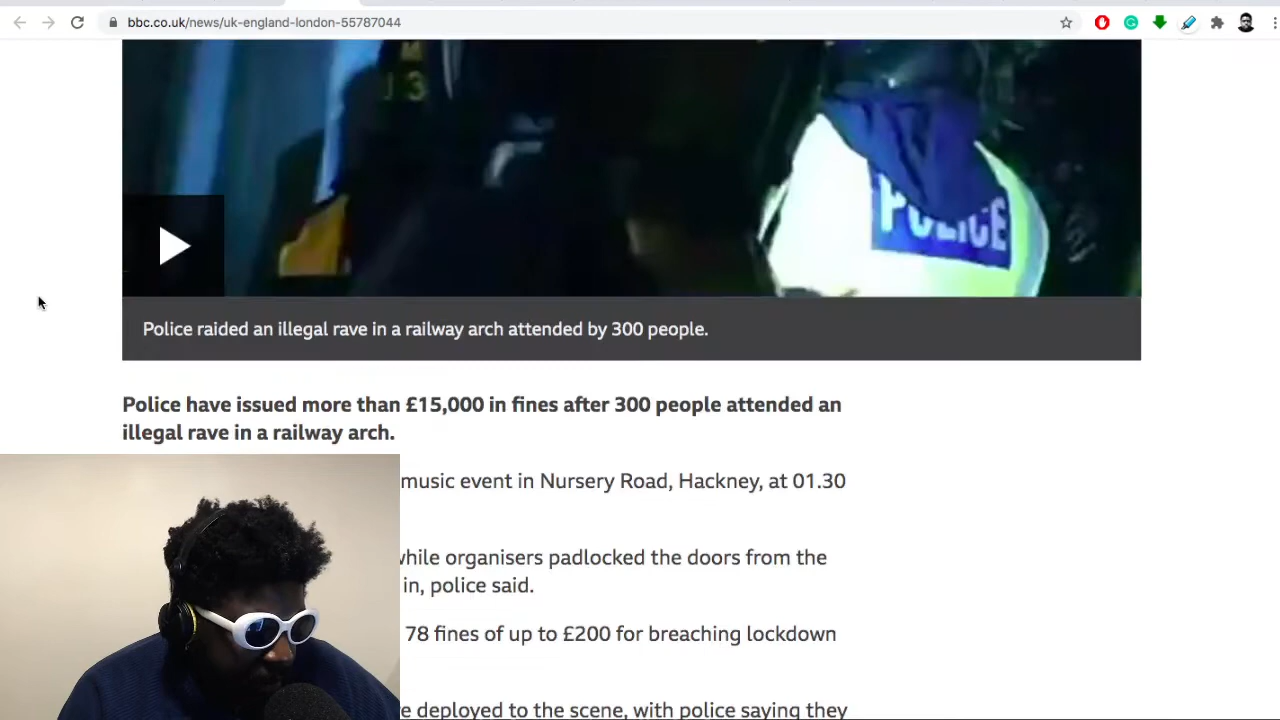 bbc.co.uk/news/uk-england-london-55787044
M
13
POLICE
Police raided an illegal rave in a railway arch attended by 300 people.
Police have issued more than £15,000 in fines after 300 people attended an
illegal rave in a railway arch.
music event in Nursery Road, Hackney, at 01.30
while organisers padlocked the doors from the
in, police said.
78 fines of up to £200 for breaching lockdown
deployed to the scene, with police saying they